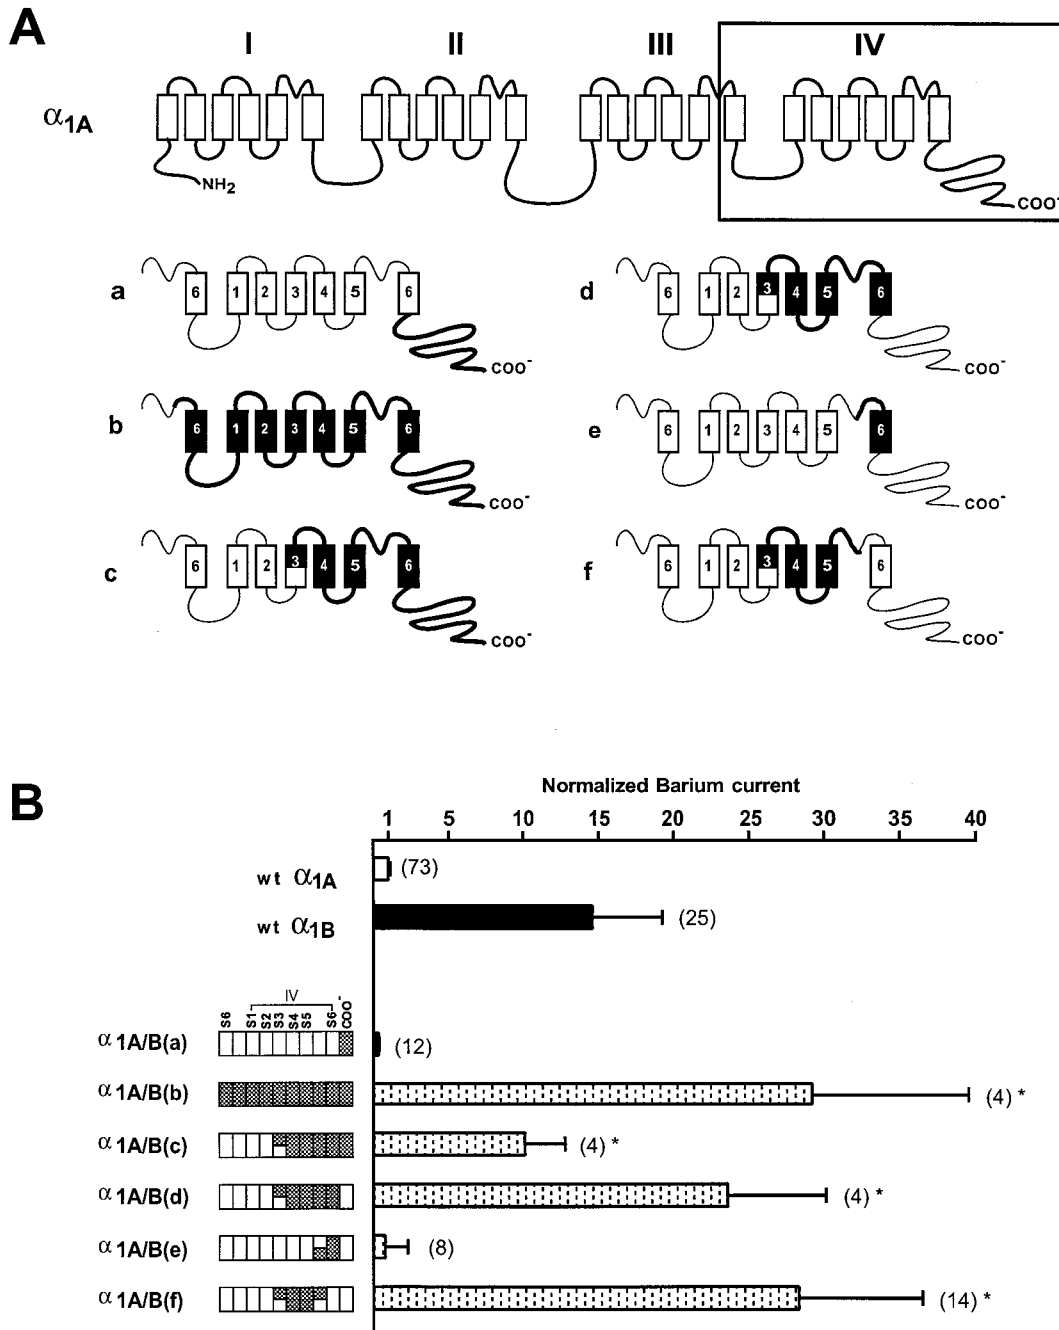 A
I II III IV
α1A
NH2
COO-
a
6 1 2 3 4 5 6
COO-
d
6 1 2 3 4 5 6
COO-
b
6 1 2 3 4 5 6
COO-
e
6 1 2 3 4 5 6
COO-
c
6 1 2 3 4 5 6
COO-
f
6 1 2 3 4 5 6
COO-
B
Normalized Barium current
1 5 10 15 20 25 30 35 40
wt α1A (73)
wt α1B (25)
IV
S6 S1 S2 S3 S4 S5 S6 COO-
α1A/B(a) (12)
α1A/B(b) (4) *
α1A/B(c) (4) *
α1A/B(d) (4) *
α1A/B(e) (8)
α1A/B(f) (14) *